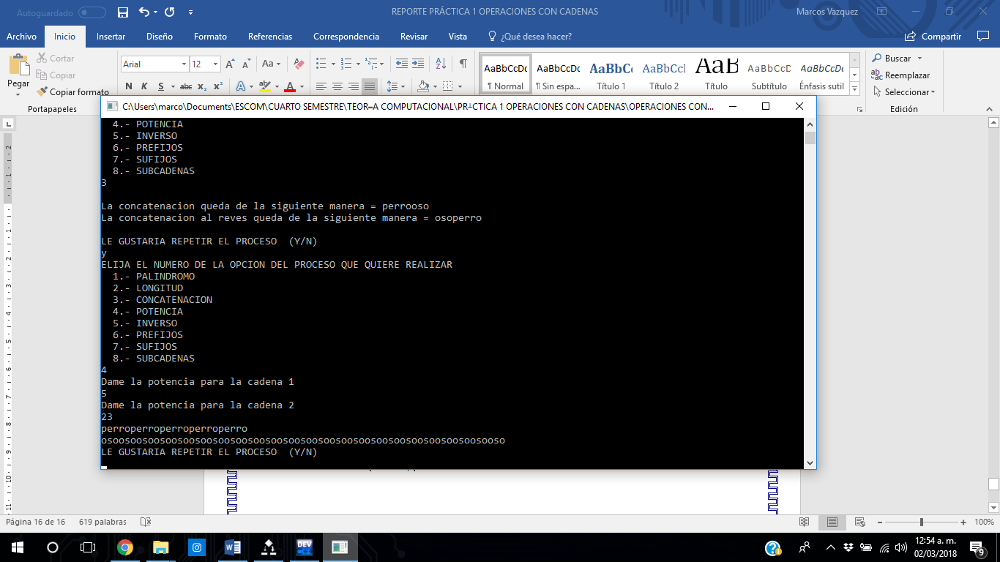 Autoguardado
REPORTE PRÁCTICA 1 OPERACIONES CON CADENAS
Marcos Vazquez
Archivo Inicio Insertar Diseño Formato Referencias Correspondencia Revisar Vista ¿Qué desea hacer? Compartir
Pegar
Cortar
Copiar
Copiar formato
Portapapeles
Arial 12
N K S abc x₂ x²
AaBbCcDc AaBbCcDc AaBbC AaBbCcI AaB AaBbCcD AaBbCcDc
¶ Normal ¶ Sin espa... Título 1 Título 2 Título Subtítulo Énfasis sutil
Buscar
Reemplazar
Seleccionar
Edición
C:\Users\marco\Documents\ESCOM\CUARTO SEMESTRE\TEOR=A COMPUTACIONAL\PR┴CTICA 1 OPERACIONES CON CADENAS\OPERACIONES CON...
4.- POTENCIA
5.- INVERSO
6.- PREFIJOS
7.- SUFIJOS
8.- SUBCADENAS
3
La concatenacion queda de la siguiente manera = perrooso
La concatenacion al reves queda de la siguiente manera = osoperro
LE GUSTARIA REPETIR EL PROCESO (Y/N)
y
ELIJA EL NUMERO DE LA OPCION DEL PROCESO QUE QUIERE REALIZAR
1.- PALINDROMO
2.- LONGITUD
3.- CONCATENACION
4.- POTENCIA
5.- INVERSO
6.- PREFIJOS
7.- SUFIJOS
8.- SUBCADENAS
4
Dame la potencia para la cadena 1
5
Dame la potencia para la cadena 2
23
perroperroperroperroperro
osoosoosoosoosoosoosoosoosoosoosoosoosoosoosoosoosoosoosoosoosoosooso
LE GUSTARIA REPETIR EL PROCESO (Y/N)
Página 16 de 16 619 palabras
100%
12:54 a. m.
02/03/2018
9